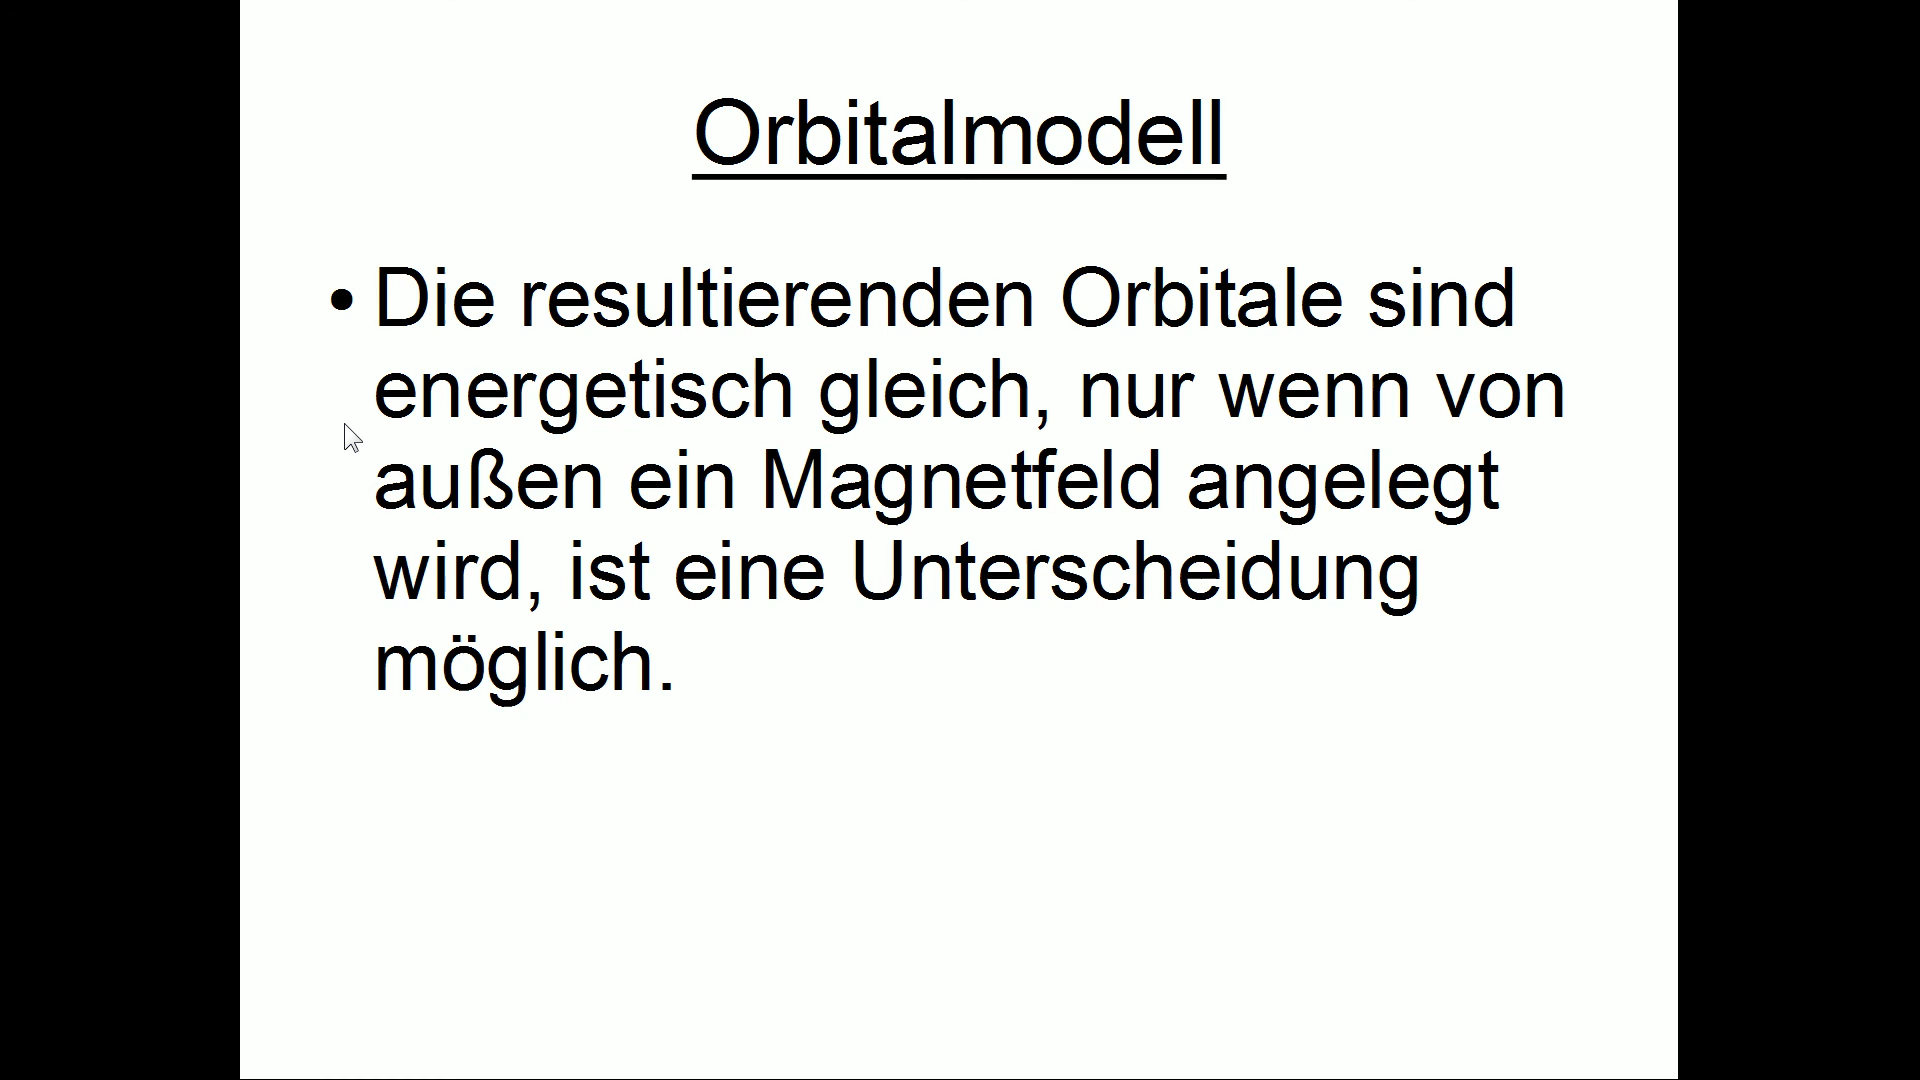 Orbitalmodell
• Die resultierenden Orbitale sind
energetisch gleich, nur wenn von
außen ein Magnetfeld angelegt
wird, ist eine Unterscheidung
möglich.